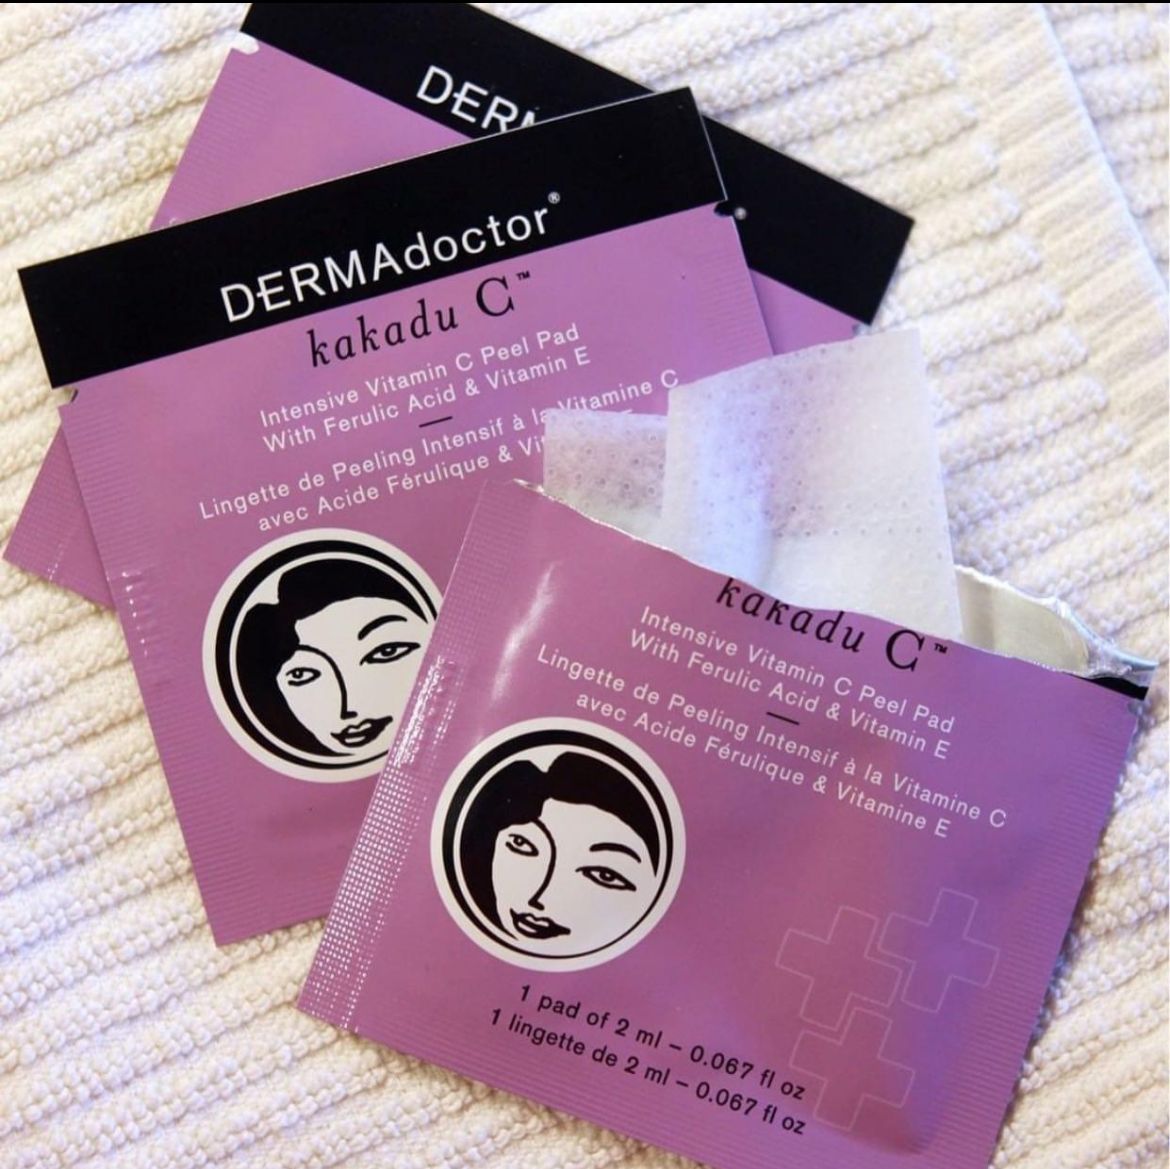 DERM
DERMAdoctor®
kakadu C™
Intensive Vitamin C Peel Pad
With Ferulic Acid & Vitamin E
Lingette de Peeling Intensif à la Vitamine C
avec Acide Férulique & Vit
kakadu C™
Intensive Vitamin C Peel Pad
With Ferulic Acid & Vitamin E
Lingette de Peeling Intensif à la Vitamine C
avec Acide Férulique & Vitamine E
1 pad of 2 ml – 0.067 fl oz
1 lingette de 2 ml – 0.067 fl oz